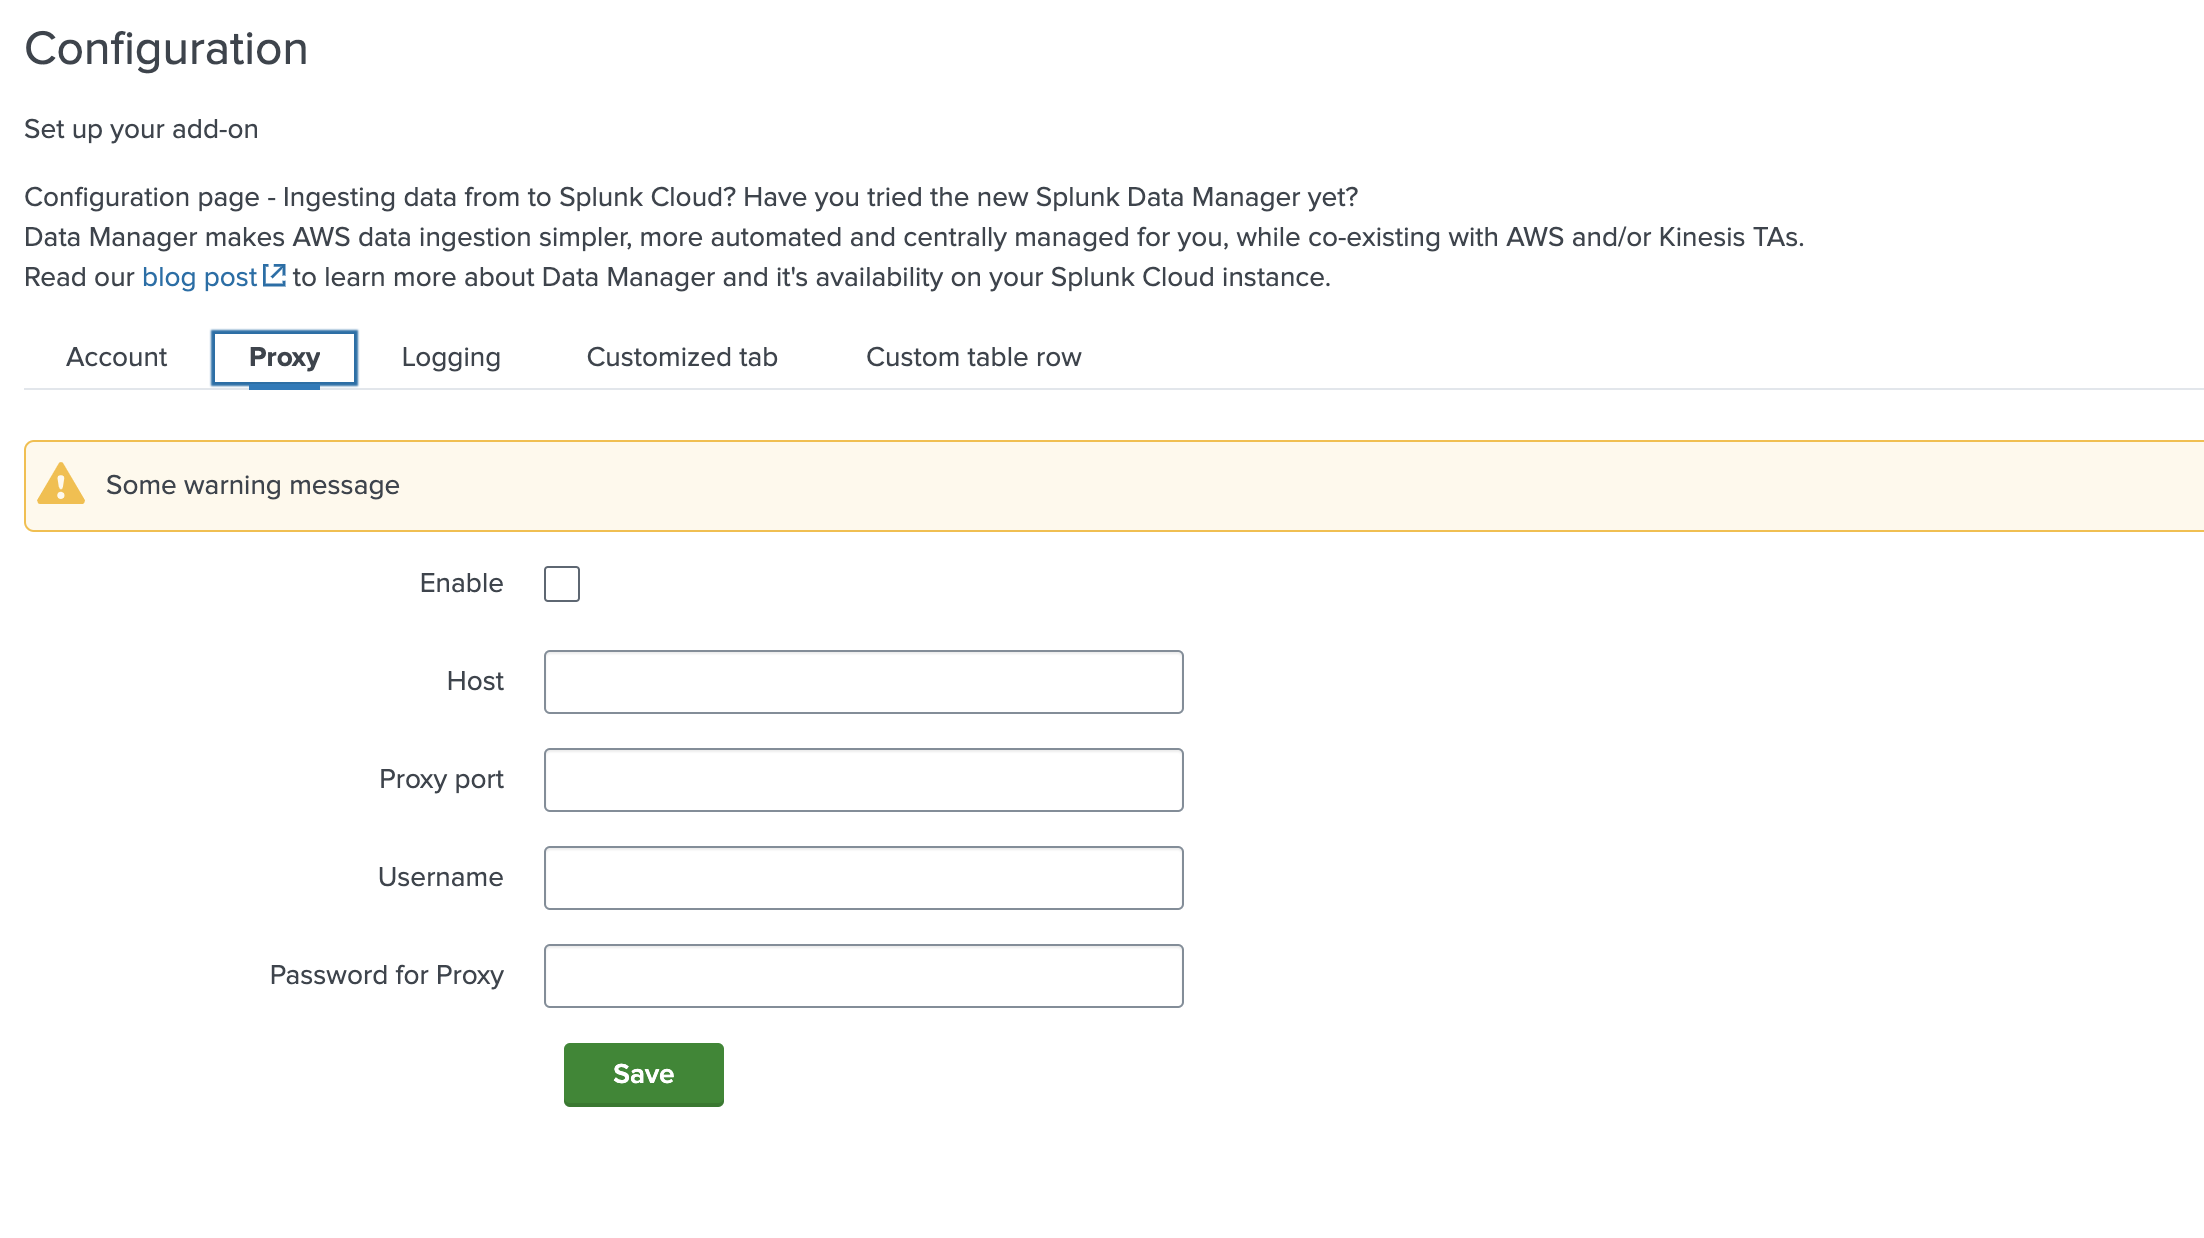 Configuration
Set up your add-on
Configuration page - Ingesting data from to Splunk Cloud? Have you tried the new Splunk Data Manager yet?
Data Manager makes AWS data ingestion simpler, more automated and centrally managed for you, while co-existing with AWS and/or Kinesis TAs.
Read our blog post to learn more about Data Manager and it's availability on your Splunk Cloud instance.
Account Proxy Logging Customized tab Custom table row
Some warning message
Enable
Host
Proxy port
Username
Password for Proxy
Save